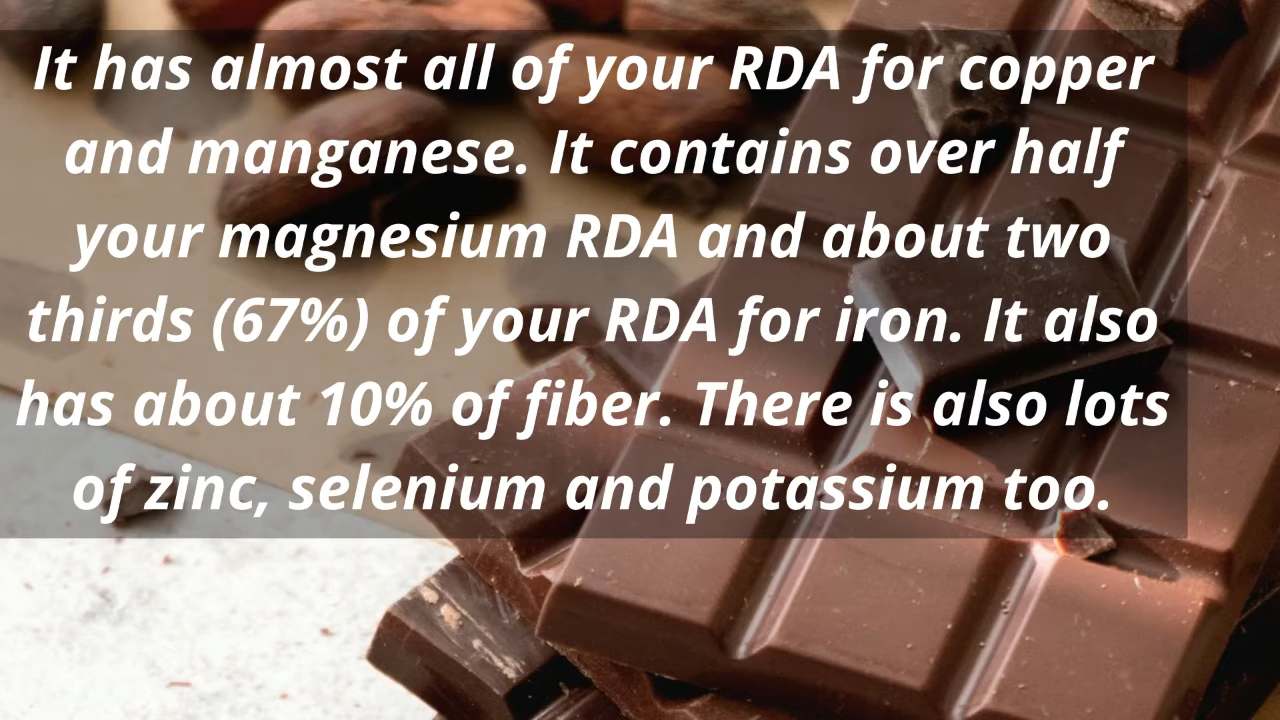 It has almost all of your RDA for copper
and manganese. It contains over half
your magnesium RDA and about two
thirds (67%) of your RDA for iron. It also
has about 10% of fiber. There is also lots
of zinc, selenium and potassium too.